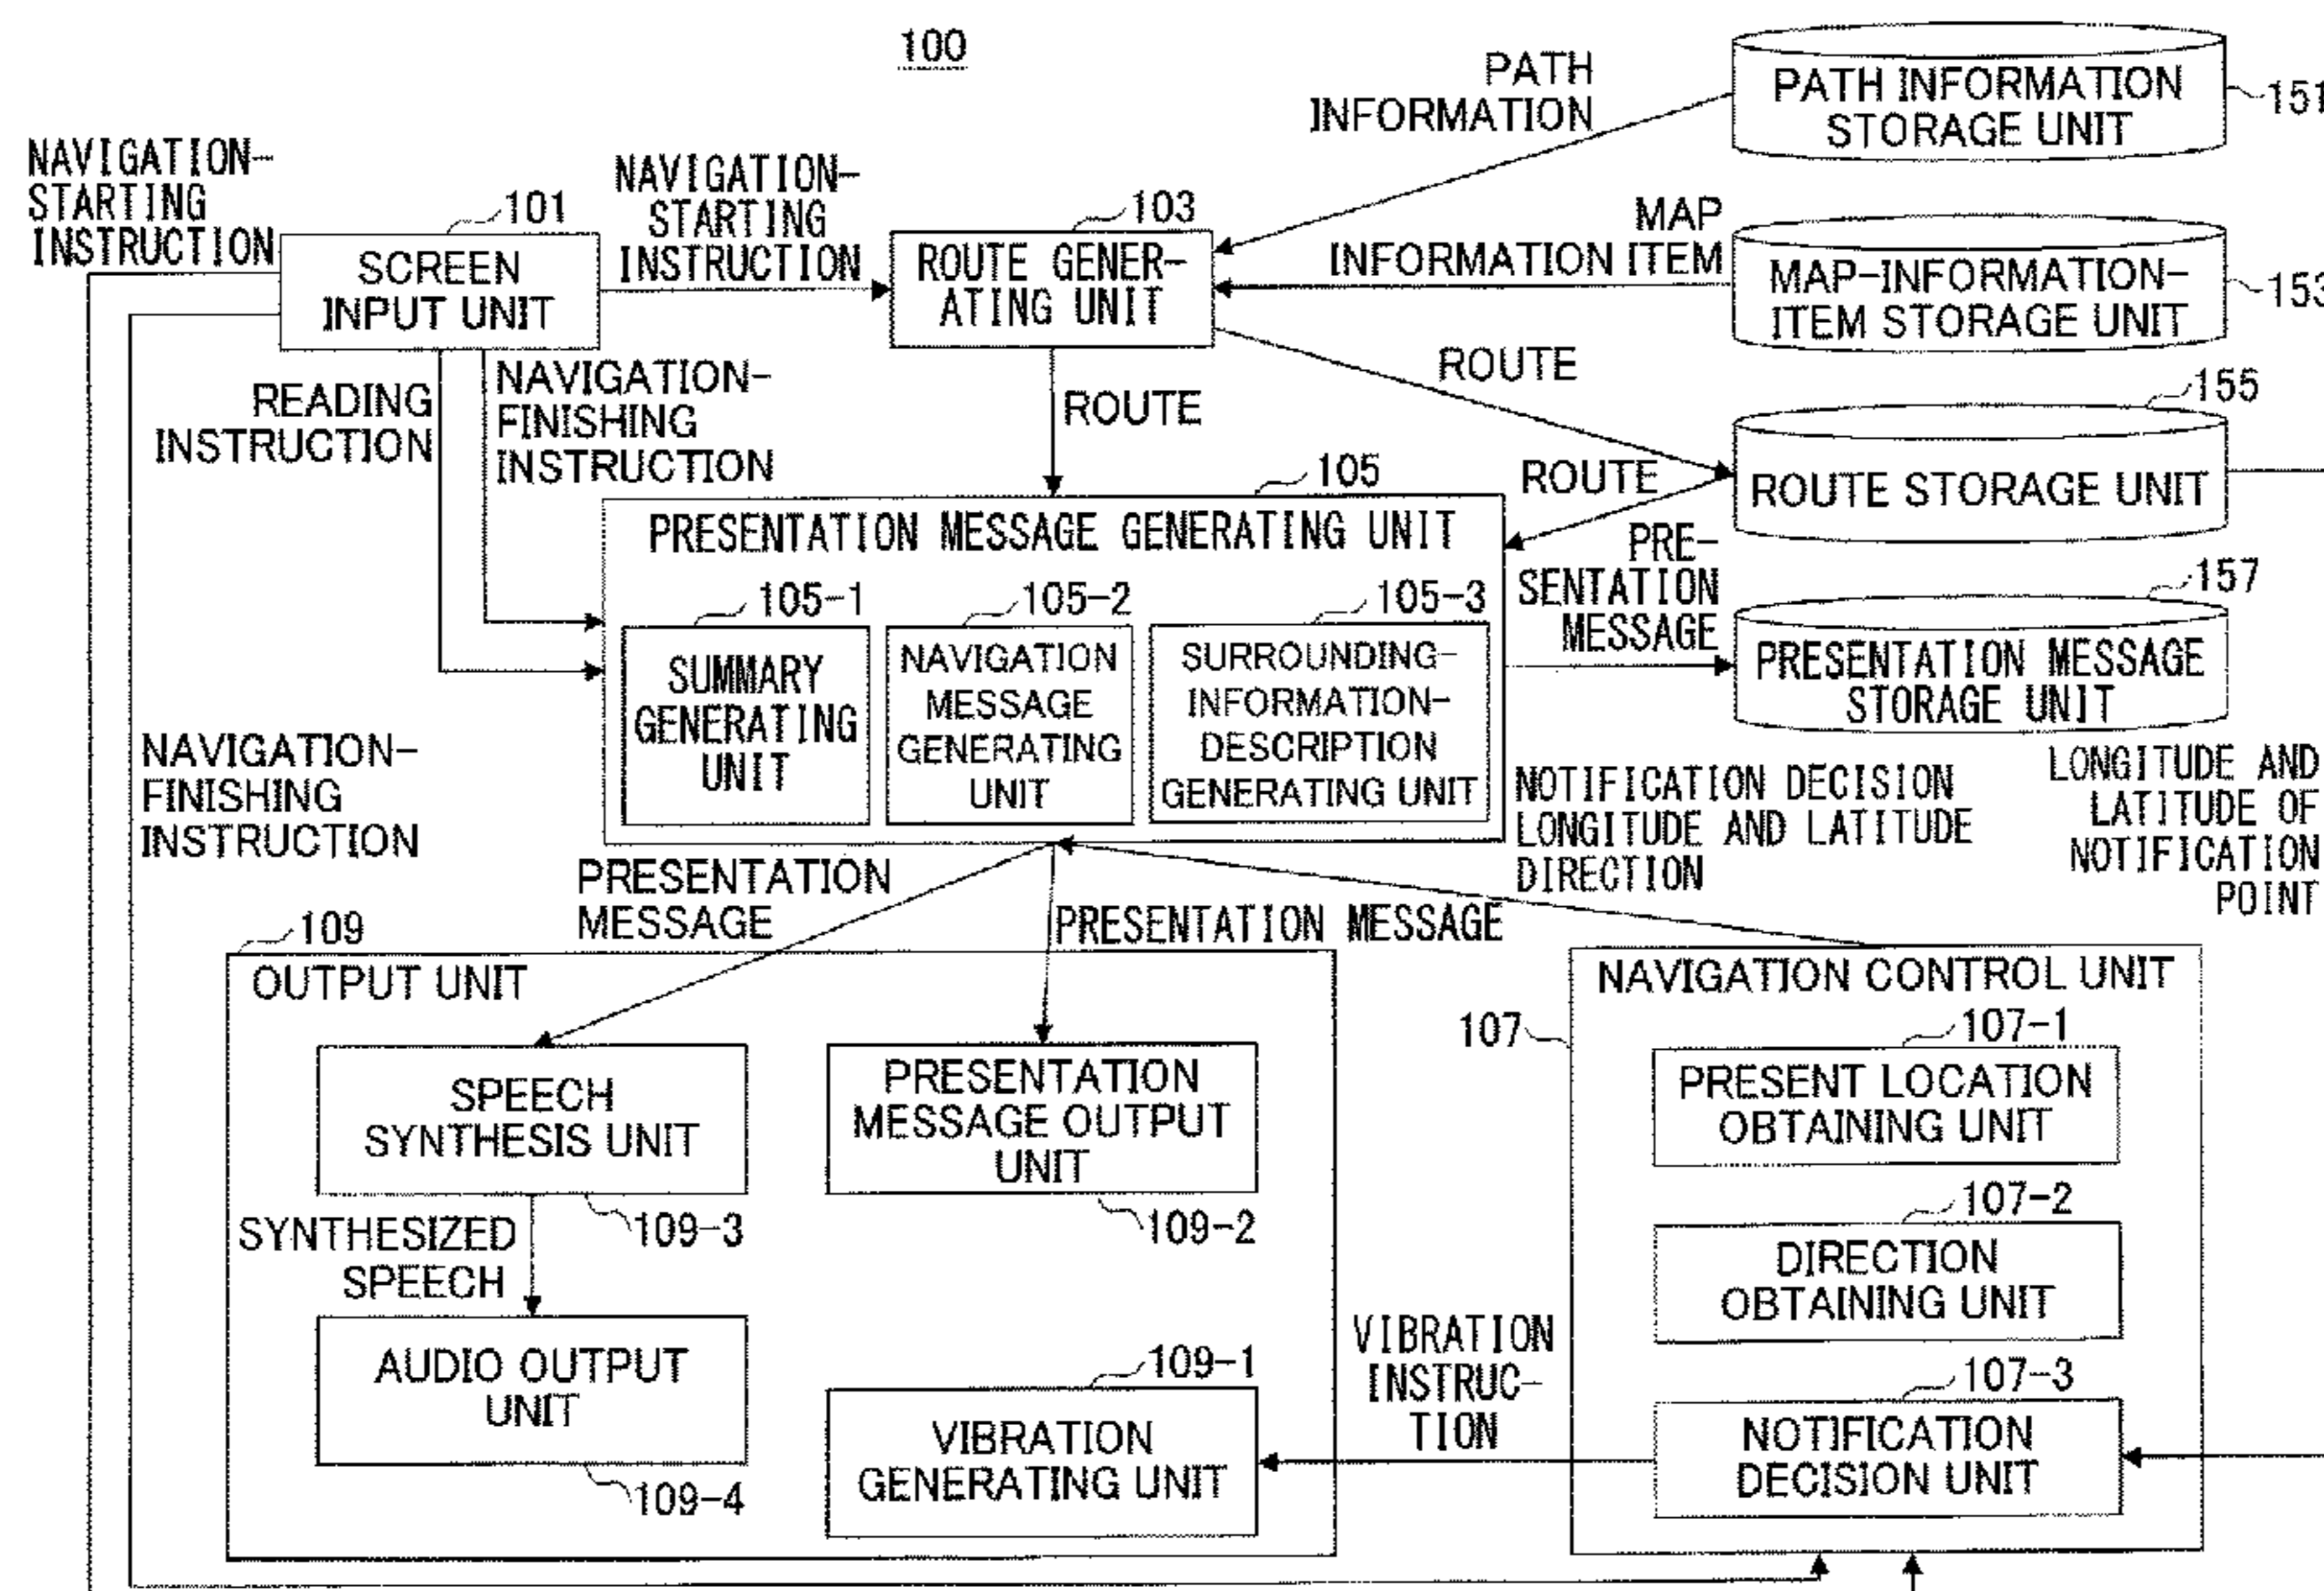 100
PATH
INFORMATION
PATH INFORMATION
STORAGE UNIT
151
NAVIGATION-
STARTING
INSTRUCTION
101
SCREEN
INPUT UNIT
NAVIGATION-
STARTING
INSTRUCTION
103
ROUTE GENER-
ATING UNIT
MAP
INFORMATION ITEM
MAP-INFORMATION-
ITEM STORAGE UNIT
153
READING
INSTRUCTION
NAVIGATION-
FINISHING
INSTRUCTION
ROUTE
ROUTE
155
ROUTE STORAGE UNIT
ROUTE
105
PRESENTATION MESSAGE GENERATING UNIT
PRE-
SENTATION
MESSAGE
157
PRESENTATION MESSAGE
STORAGE UNIT
105-1
SUMMARY
GENERATING
UNIT
105-2
NAVIGATION
MESSAGE
GENERATING
UNIT
105-3
SURROUNDING-
INFORMATION-
DESCRIPTION
GENERATING UNIT
NAVIGATION-
FINISHING
INSTRUCTION
NOTIFICATION DECISION
LONGITUDE AND LATITUDE
DIRECTION
LONGITUDE AND
LATITUDE OF
NOTIFICATION
POINT
PRESENTATION
MESSAGE
PRESENTATION MESSAGE
109
OUTPUT UNIT
SPEECH
SYNTHESIS UNIT
109-3
PRESENTATION
MESSAGE OUTPUT
UNIT
109-2
SYNTHESIZED
SPEECH
AUDIO OUTPUT
UNIT
109-4
109-1
VIBRATION
GENERATING UNIT
VIBRATION
INSTRUC-
TION
NAVIGATION CONTROL UNIT
107
107-1
PRESENT LOCATION
OBTAINING UNIT
107-2
DIRECTION
OBTAINING UNIT
107-3
NOTIFICATION
DECISION UNIT